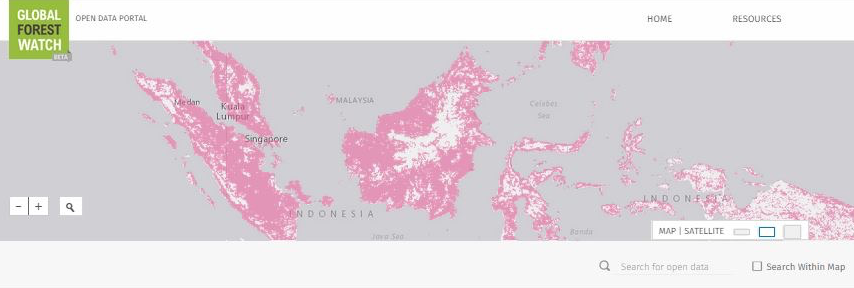 GLOBAL
FOREST
WATCH
BETA
OPEN DATA PORTAL
HOME
RESOURCES
Medan
Kuala
Lumpur
MALAYSIA
Singapore
Celebes
Sea
INDONESIA
INDONESIA
Java Sea
Banda
MAP | SATELLITE
Search for open data
Search Within Map